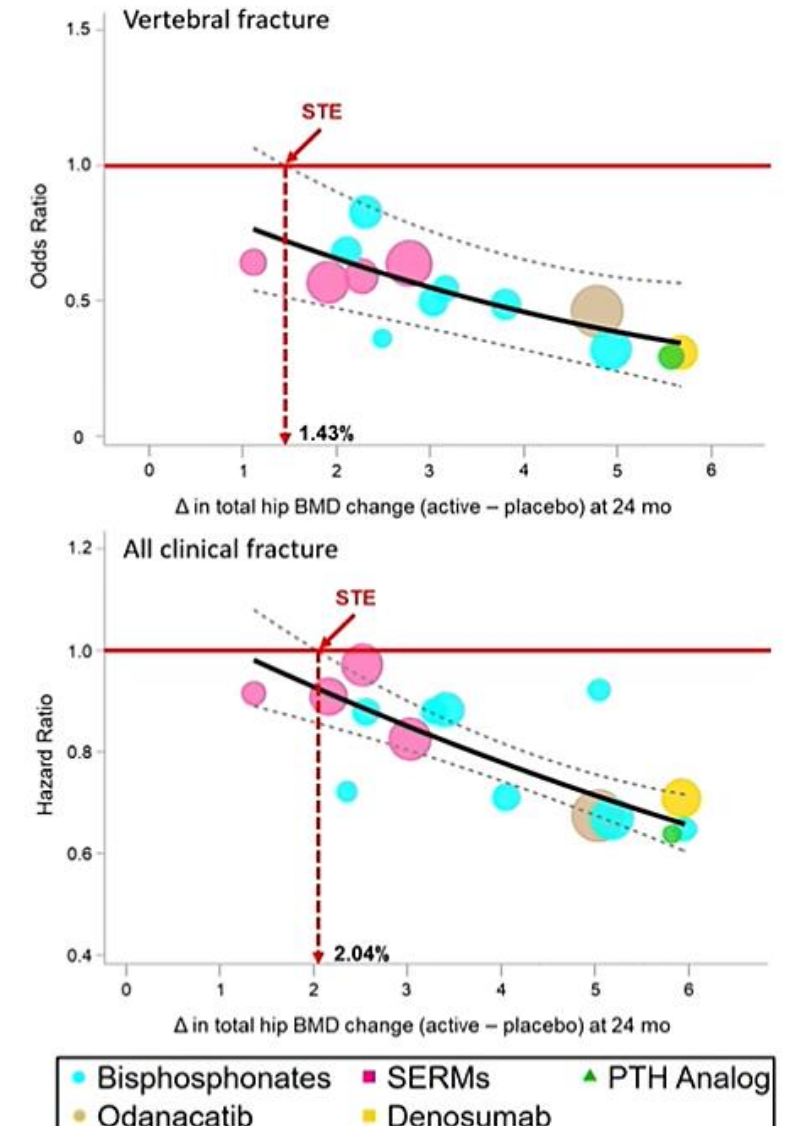 Vertebral fracture
1.5
STE
1.0
Odds Ratio
0.5
1.43%
0
0 1 2 3 4 5 6
Δ in total hip BMD change (active – placebo) at 24 mo
1.2
All clinical fracture
STE
1.0
Hazard Ratio
0.8
0.6
0.4
2.04%
0 1 2 3 4 5 6
Δ in total hip BMD change (active – placebo) at 24 mo
Bisphosphonates SERMs PTH Analog
Odanacatib Denosumab